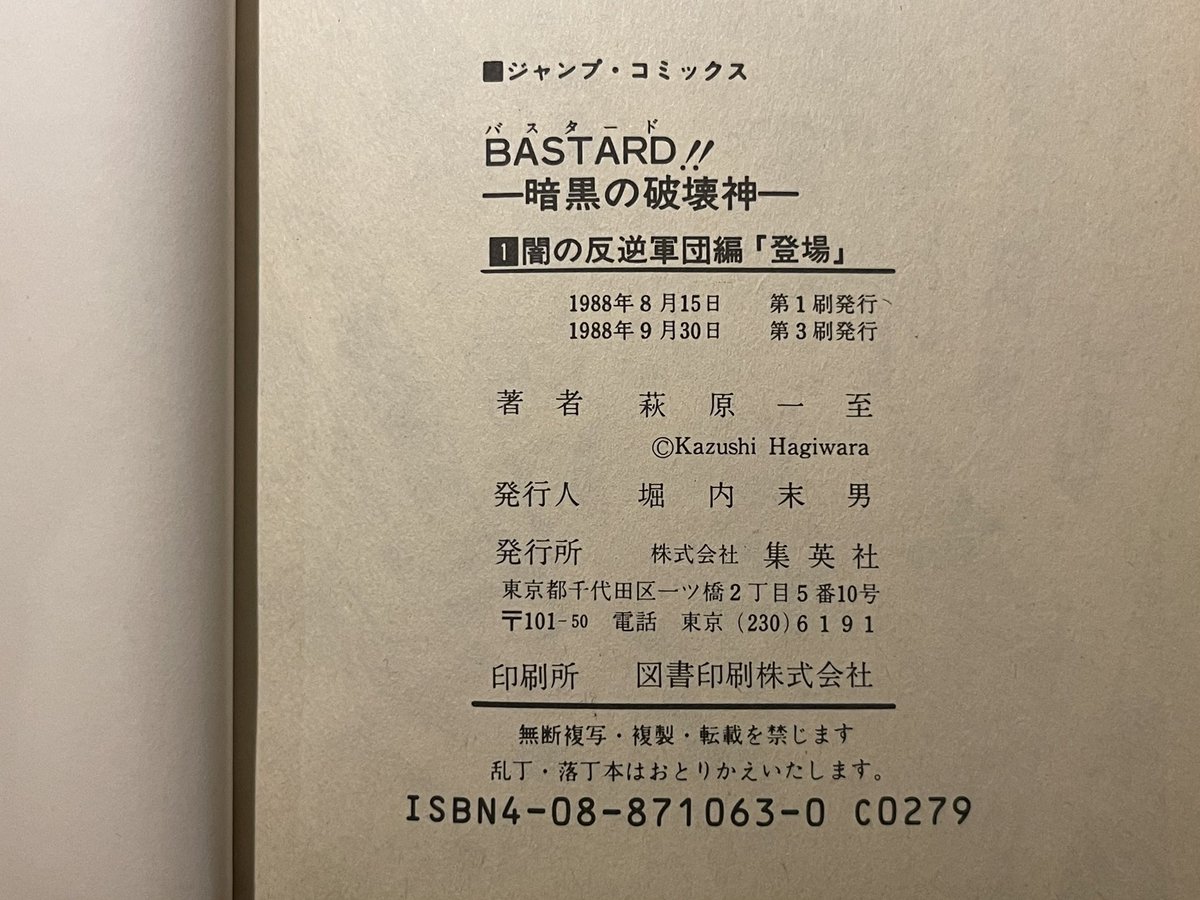 ■ジャンプ・コミックス
バスタード
BASTARD!!
―暗黒の破壊神―
1闇の反逆軍団編「登場」
1988年8月15日 第1刷発行
1988年9月30日 第3刷発行
著者 萩原一至
©Kazushi Hagiwara
発行人 堀内末男
発行所 株式会社 集英社
東京都千代田区一ツ橋2丁目5番10号
〒101-50 電話 東京(230)6191
印刷所 図書印刷株式会社
無断複写・複製・転載を禁じます
乱丁・落丁本はおとりかえいたします。
ISBN4-08-871063-0 C0279